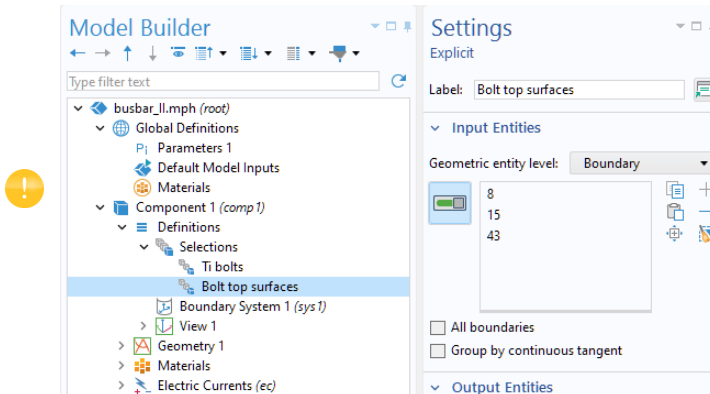 Model Builder
Type filter text
busbar_ll.mph (root)
Global Definitions
Pi Parameters 1
Default Model Inputs
Materials
Component 1 (comp1)
Definitions
Selections
Ti bolts
Bolt top surfaces
Boundary System 1 (sys1)
View 1
Geometry 1
Materials
Electric Currents (ec)
Settings
Explicit
Label: Bolt top surfaces
Input Entities
Geometric entity level: Boundary
8
15
43
All boundaries
Group by continuous tangent
Output Entities